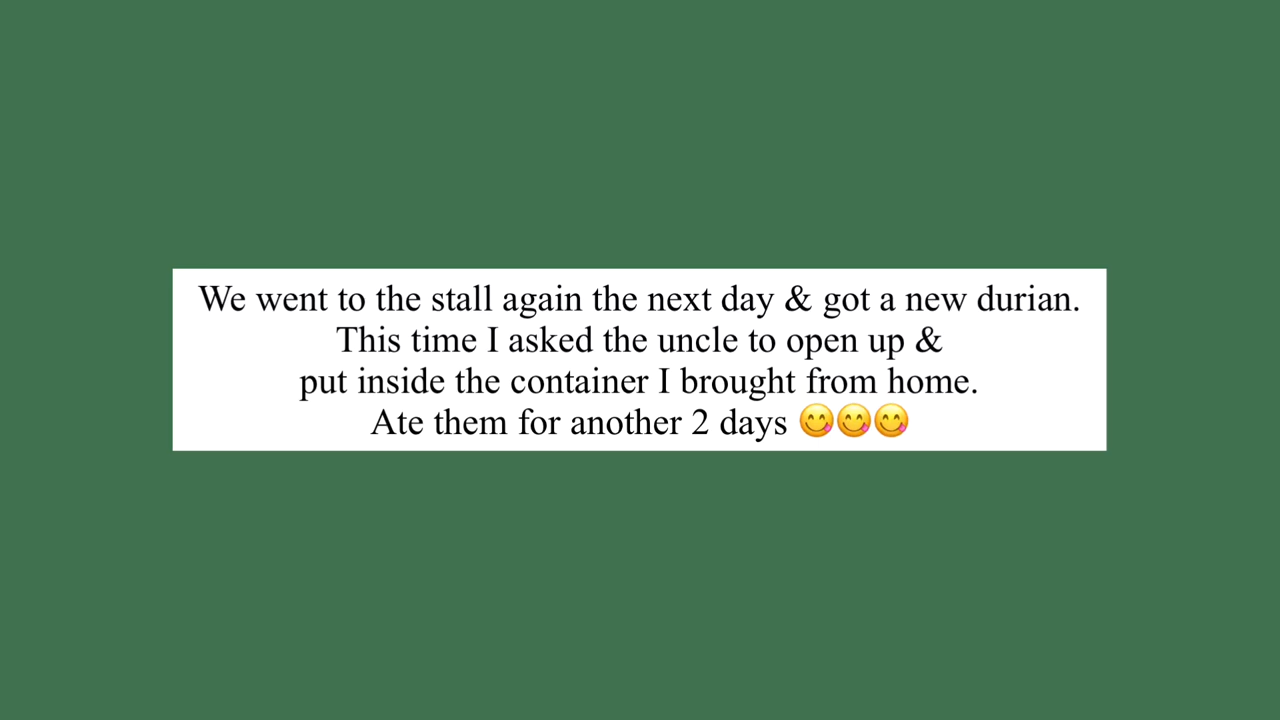 We went to the stall again the next day & got a new durian.
This time I asked the uncle to open up &
put inside the container I brought from home.
Ate them for another 2 days 😋😋😋